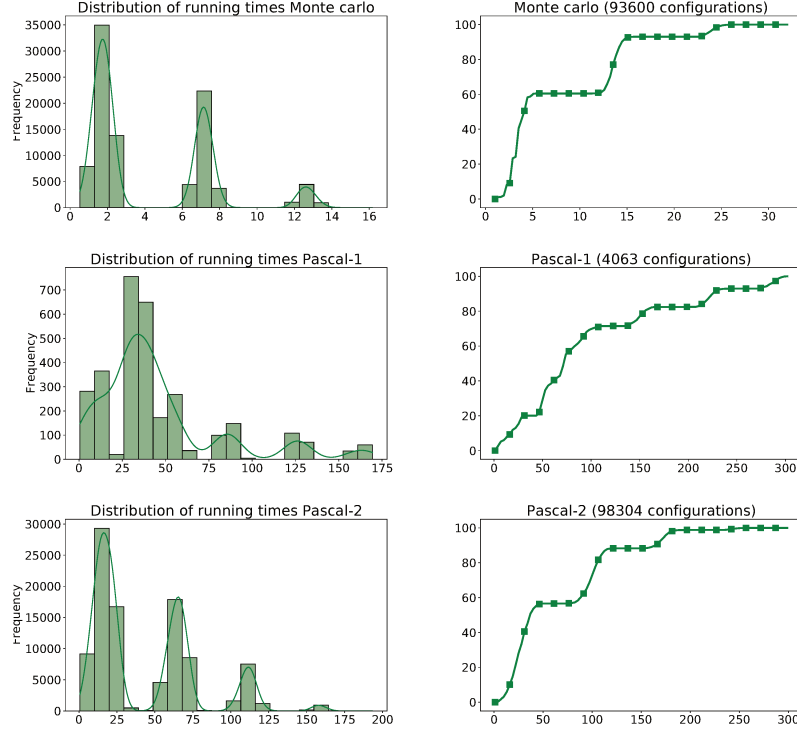 Distribution of running times Monte carlo
Frequency
35000
30000
25000
20000
15000
10000
5000
0
0 2 4 6 8 10 12 14 16
Monte carlo (93600 configurations)
100
80
60
40
20
0
0 5 10 15 20 25 30
Distribution of running times Pascal-1
Frequency
700
600
500
400
300
200
100
0
0 25 50 75 100 125 150 175
Pascal-1 (4063 configurations)
100
80
60
40
20
0
0 50 100 150 200 250 300
Distribution of running times Pascal-2
Frequency
30000
25000
20000
15000
10000
5000
0
0 25 50 75 100 125 150 175 200
Pascal-2 (98304 configurations)
100
80
60
40
20
0
0 50 100 150 200 250 300